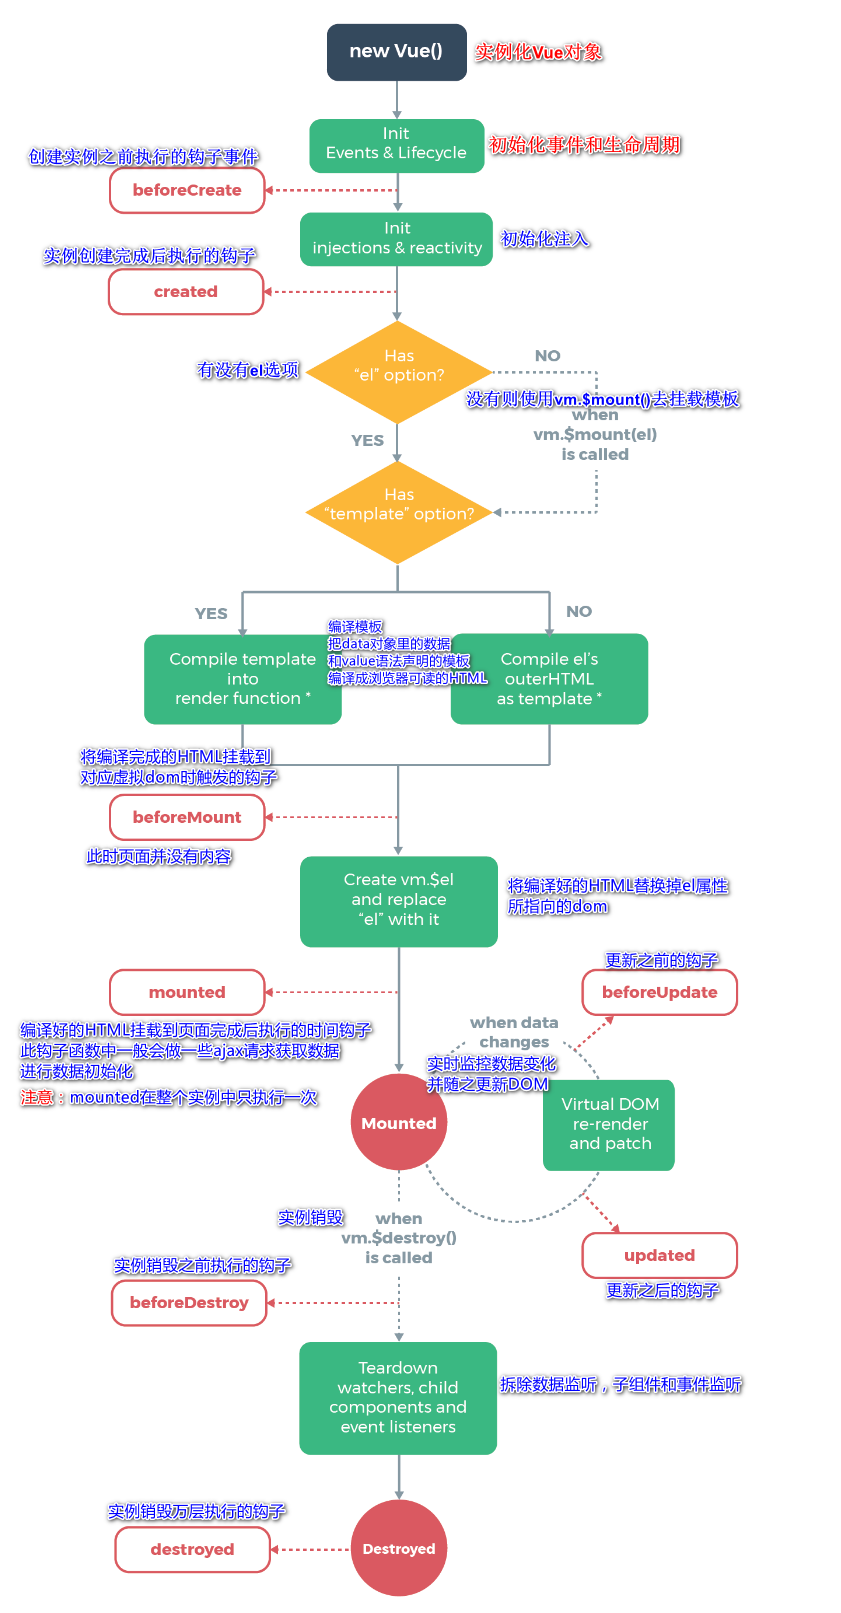 new Vue()
实例化Vue对象
Init
Events & Lifecycle
初始化事件和生命周期
创建实例之前执行的钩子事件
beforeCreate
Init
injections & reactivity
初始化注入
实例创建完成后执行的钩子
created
Has
“el” option?
有没有el选项
NO
没有则使用vm.$mount()去挂载模板
when
vm.$mount(el)
is called
YES
Has
“template” option?
YES
NO
Compile template
into
render function *
编译模板
把data对象里的数据
和value语法声明的模板
编译成浏览器可读的HTML
Compile el’s
outerHTML
as template *
将编译完成的HTML挂载到
对应虚拟dom时触发的钩子
beforeMount
此时页面并没有内容
Create vm.$el
and replace
“el” with it
将编译好的HTML替换掉el属性
所指向的dom
mounted
编译好的HTML挂载到页面完成后执行的时间钩子
此钩子函数中一般会做一些ajax请求获取数据
进行数据初始化
注意：mounted在整个实例中只执行一次
更新之前的钩子
beforeUpdate
when data
changes
实时监控数据变化
并随之更新DOM
Mounted
Virtual DOM
re-render
and patch
实例销毁
when
vm.$destroy()
is called
updated
更新之后的钩子
实例销毁之前执行的钩子
beforeDestroy
Teardown
watchers, child
components and
event listeners
拆除数据监听，子组件和事件监听
实例销毁万层执行的钩子
destroyed
Destroyed